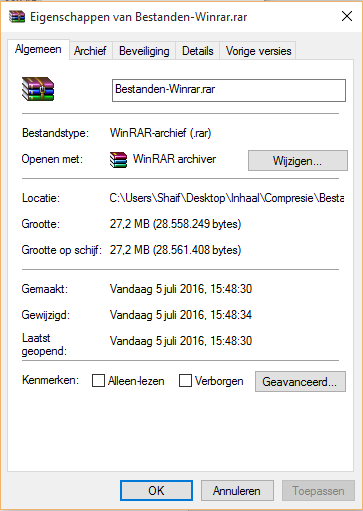 Eigenschappen van Bestanden-Winrar.rar
Algemeen Archief Beveiliging Details Vorige versies
Bestanden-Winrar.rar
Bestandstype: WinRAR-archief (.rar)
Openen met: WinRAR archiver Wijzigen...
Locatie: C:\Users\Shaif\Desktop\Inhaal\Compresie\Besta
Grootte: 27,2 MB (28.558.249 bytes)
Grootte op schijf: 27,2 MB (28.561.408 bytes)
Gemaakt: Vandaag 5 juli 2016, 15:48:30
Gewijzigd: Vandaag 5 juli 2016, 15:48:34
Laatst geopend: Vandaag 5 juli 2016, 15:48:30
Kenmerken: Alleen-lezen Verborgen Geavanceerd...
OK Annuleren Toepassen